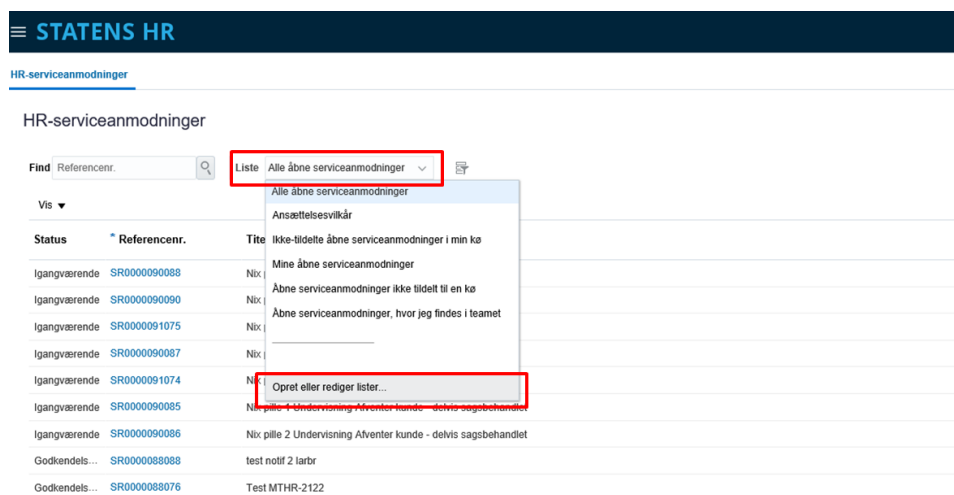 STATENS HR
HR-serviceanmodninger
HR-serviceanmodninger
Find Referencenr. Liste Alle åbne serviceanmodninger
Alle åbne serviceanmodninger
Vis
Ansættelsesvilkår
Status Referencenr. Tite Ikke-tildelte åbne serviceanmodninger i min kø
Mine åbne serviceanmodninger
Igangværende SR0000090088 Nix
Åbne serviceanmodninger ikke tildelt til en kø
Igangværende SR0000090090 Nix
Åbne serviceanmodninger, hvor jeg findes i teamet
Igangværende SR0000091075 Nix
Igangværende SR0000090087 Nix
Igangværende SR0000091074 Nix
Opret eller rediger lister...
Igangværende SR0000090085 Nix pille 1 Undervisning Afventer kunde - delvis sagsbehandlet
Igangværende SR0000090086 Nix pille 2 Undervisning Afventer kunde - delvis sagsbehandlet
Godkendels... SR0000088088 test notif 2 larbr
Godkendels... SR0000088076 Test MTHR-2122